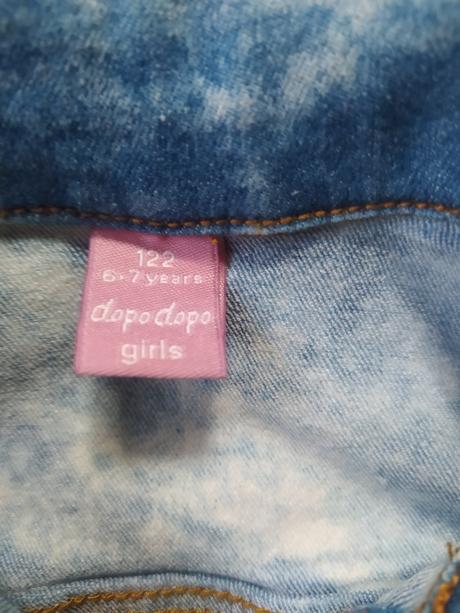 122
6-7 years
dopo dopo
girls